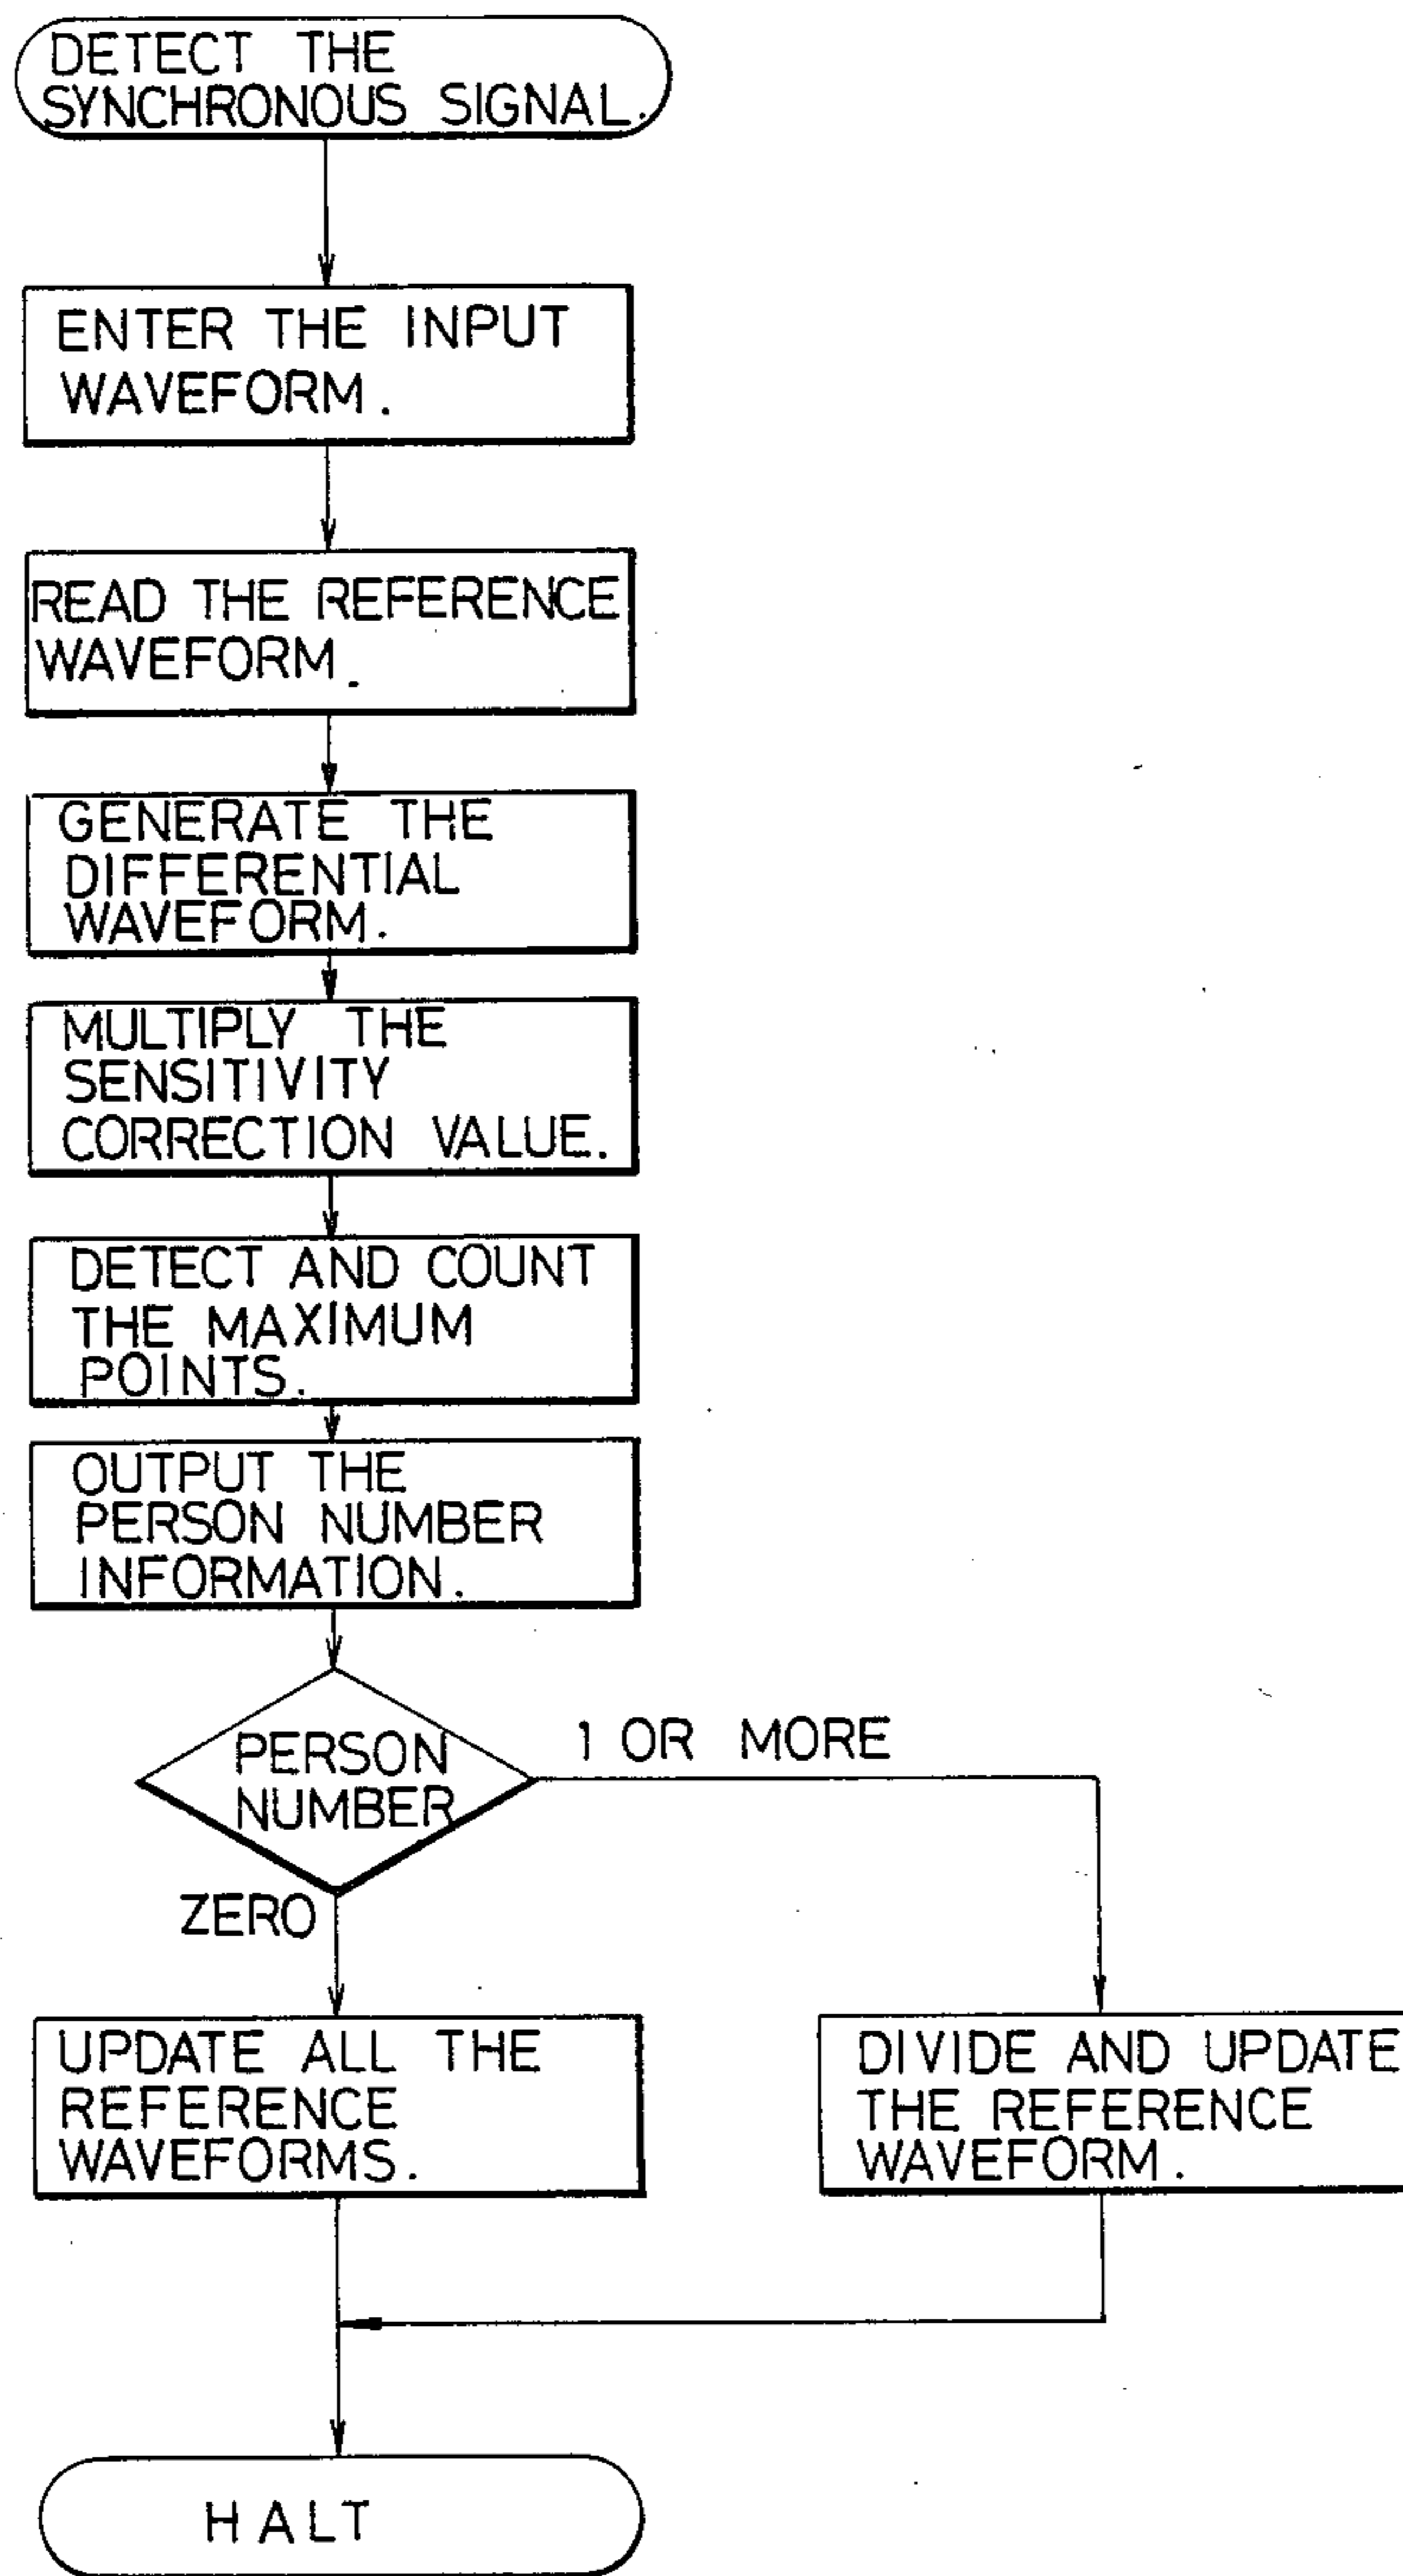 DETECT THE
SYNCHRONOUS SIGNAL.
ENTER THE INPUT
WAVEFORM.
READ THE REFERENCE
WAVEFORM.
GENERATE THE
DIFFERENTIAL
WAVEFORM.
MULTIPLY THE
SENSITIVITY
CORRECTION VALUE.
DETECT AND COUNT
THE MAXIMUM
POINTS.
OUTPUT THE
PERSON NUMBER
INFORMATION.
PERSON
NUMBER
1 OR MORE
ZERO
UPDATE ALL THE
REFERENCE
WAVEFORMS.
DIVIDE AND UPDATE
THE REFERENCE
WAVEFORM.
HALT